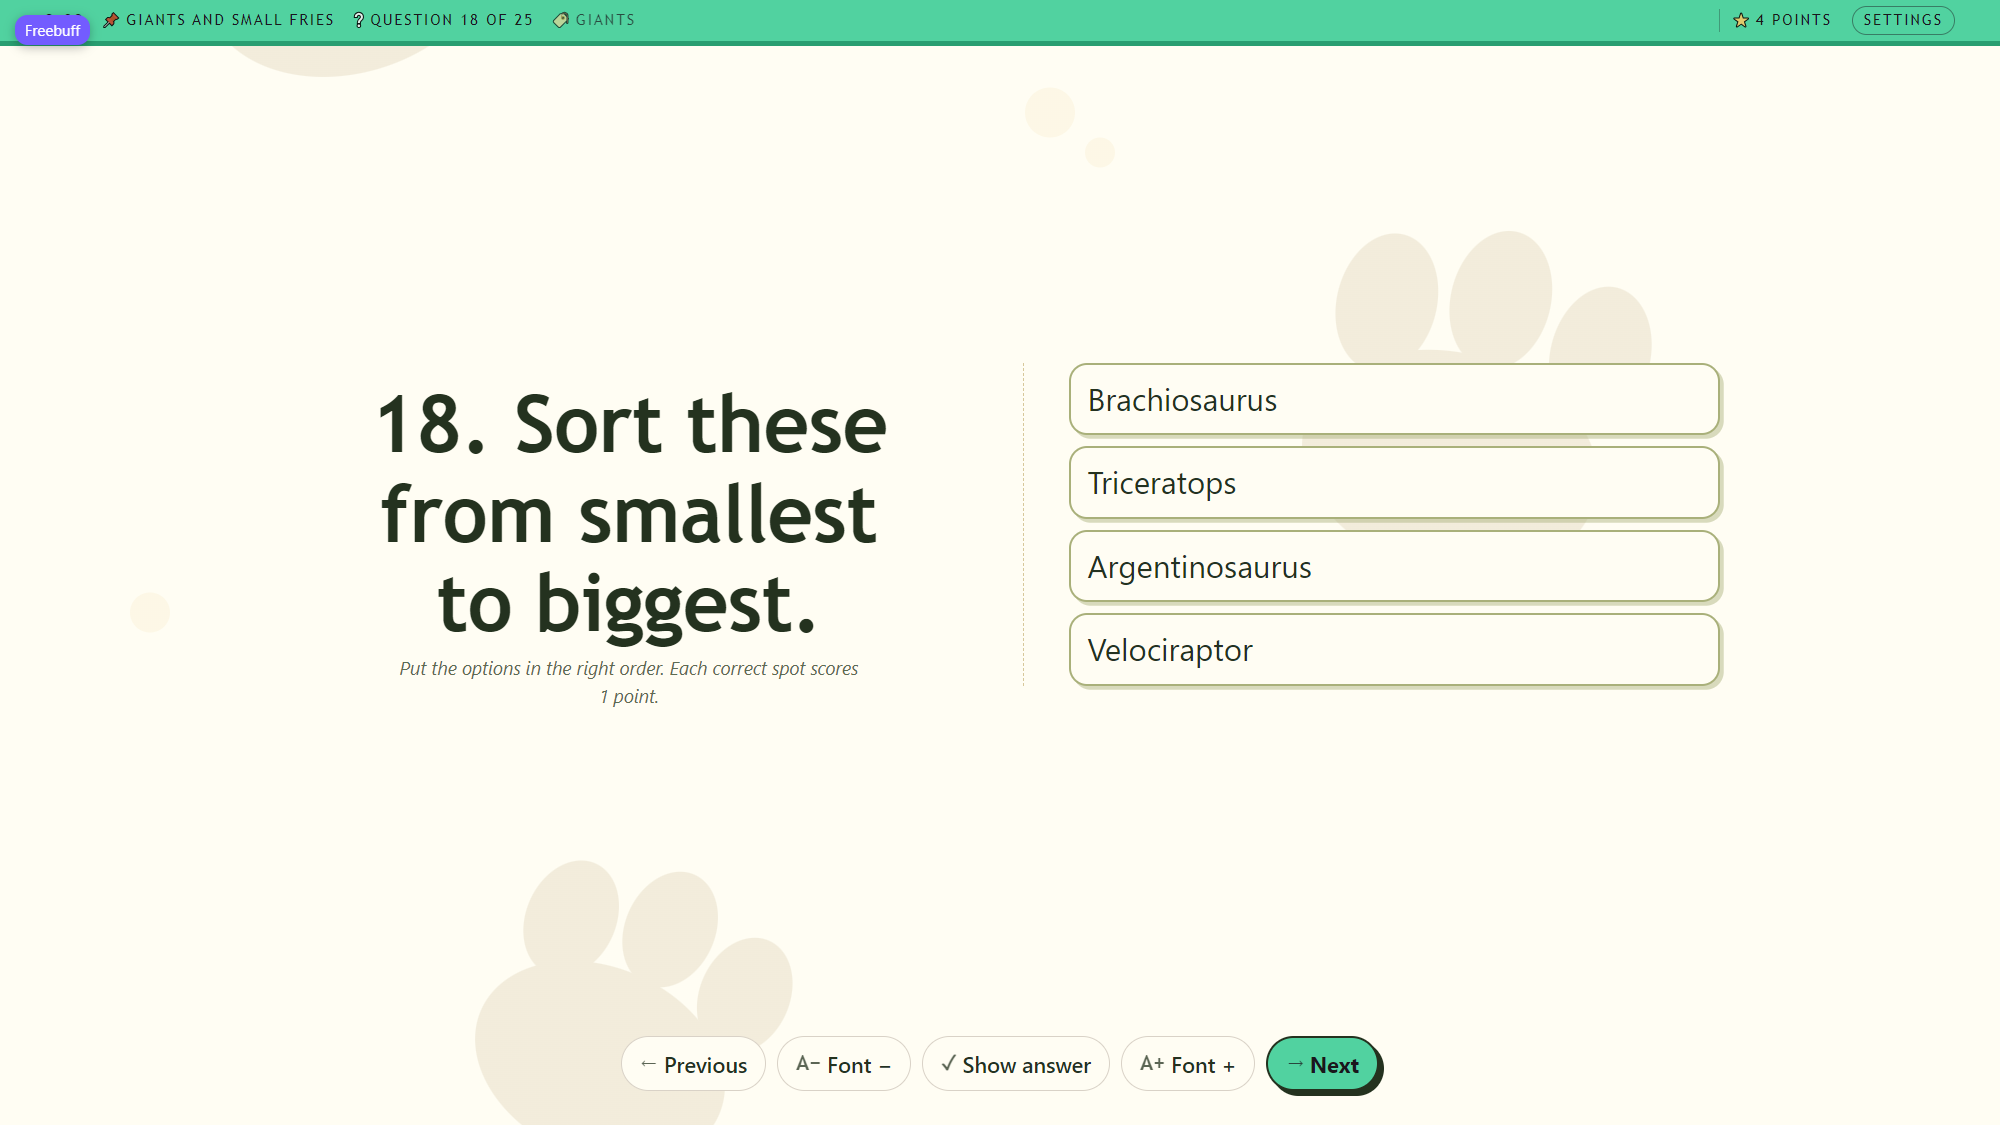 Freebuff
GIANTS AND SMALL FRIES
QUESTION 18 OF 25
GIANTS
4 POINTS
SETTINGS
18. Sort these
from smallest
to biggest.
Put the options in the right order. Each correct spot scores
1 point.
Brachiosaurus
Triceratops
Argentinosaurus
Velociraptor
← Previous
A− Font −
✓ Show answer
A+ Font +
→ Next